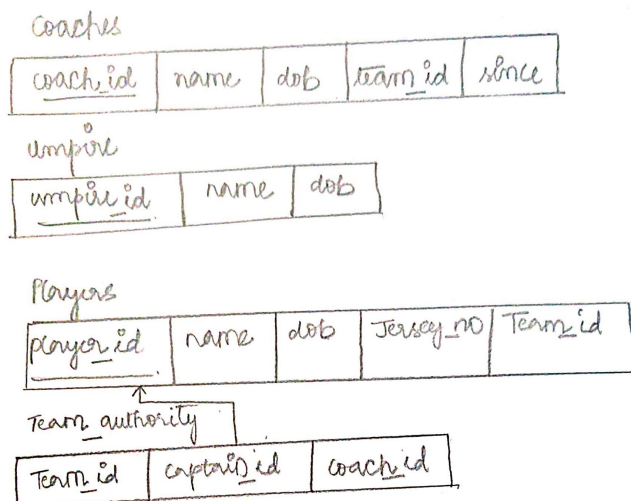 coaches
coach_id name dob team_id since
umpire
umpire_id name dob
Players
player_id name dob Jersey_no Team_id
Team_authority
Team_id captain_id coach_id